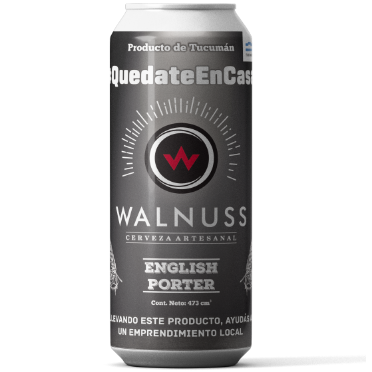 Producto de Tucumán
#QuedateEnCasa
W
WALNUSS
CERVEZA ARTESANAL
ENGLISH
PORTER
Cont. Neto: 473 cm³
LLEVANDO ESTE PRODUCTO, AYUDÁS A
UN EMPRENDIMIENTO LOCAL